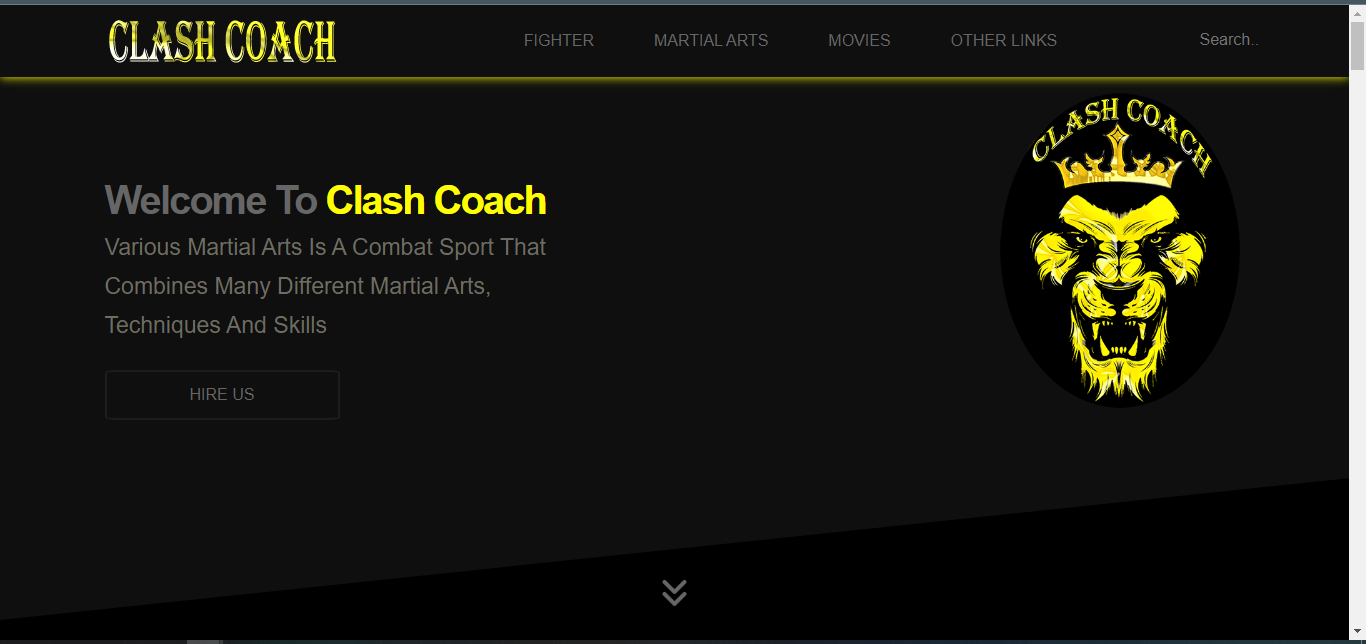 CLASH COACH
FIGHTER
MARTIAL ARTS
MOVIES
OTHER LINKS
Search..
CLASH COACH
Welcome To Clash Coach
Various Martial Arts Is A Combat Sport That
Combines Many Different Martial Arts,
Techniques And Skills
HIRE US